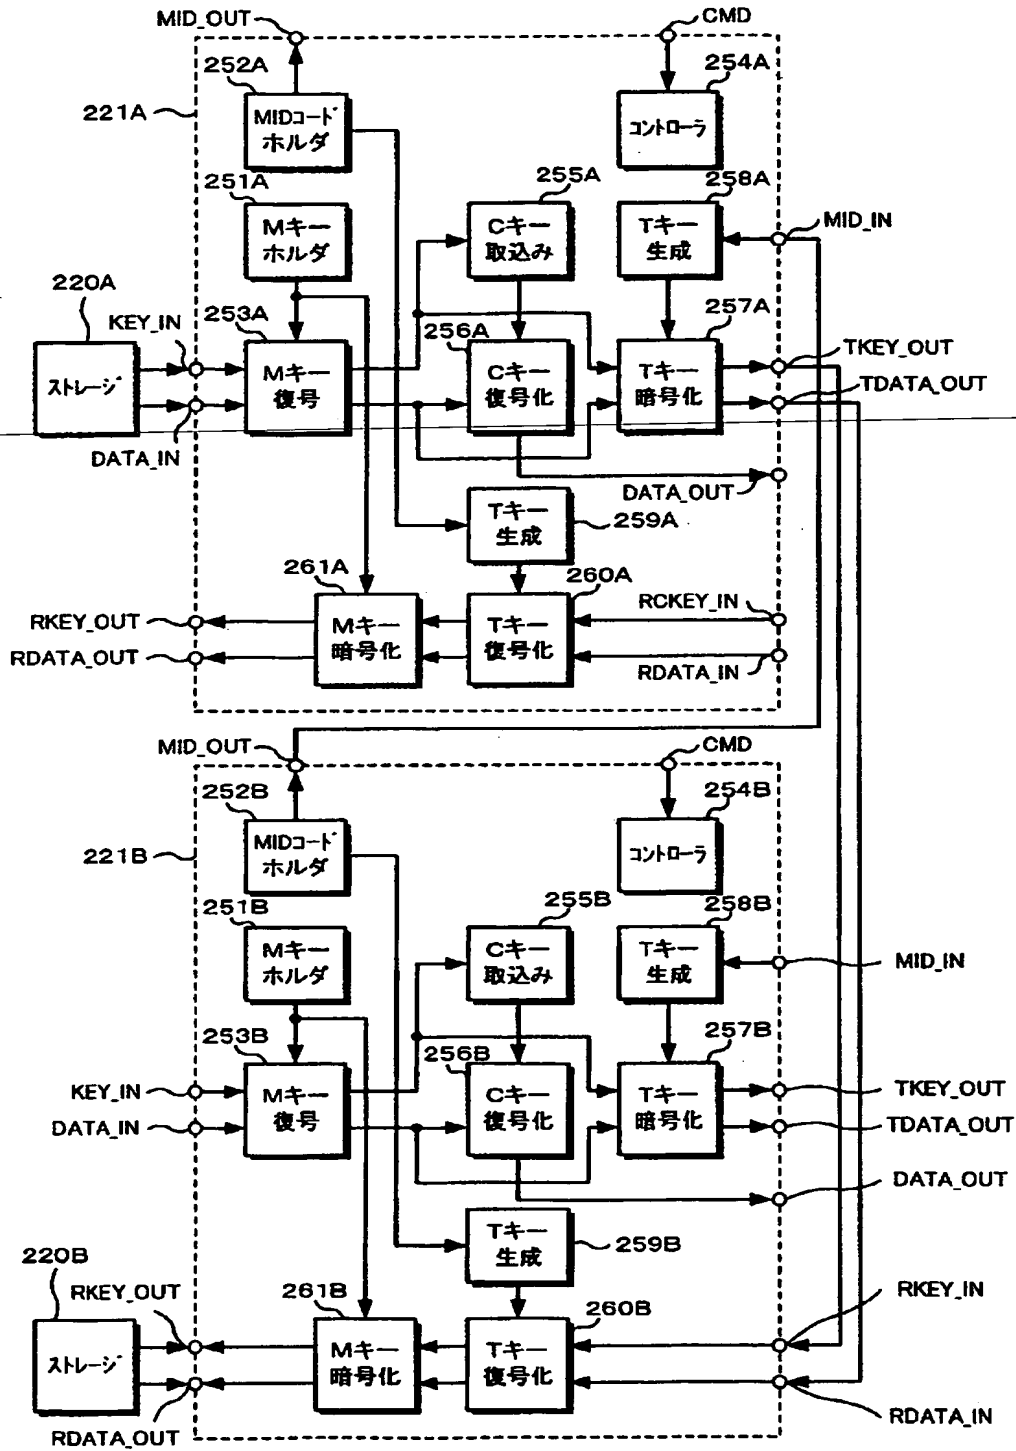 MID_OUT
CMD
252A
254A
221A
MIDコード
ホルダ
コントローラ
251A
255A
258A
Mキー
ホルダ
Cキー
取込み
Tキー
生成
MID_IN
220A
KEY_IN
253A
256A
257A
ストレージ
Mキー
復号
Cキー
復号化
Tキー
暗号化
TKEY_OUT
TDATA_OUT
DATA_IN
DATA_OUT
Tキー
生成
259A
261A
260A
RKEY_OUT
RDATA_OUT
Mキー
暗号化
Tキー
復号化
RCKEY_IN
RDATA_IN
MID_OUT
CMD
252B
254B
221B
MIDコード
ホルダ
コントローラ
251B
255B
258B
Mキー
ホルダ
Cキー
取込み
Tキー
生成
MID_IN
253B
256B
257B
KEY_IN
DATA_IN
Mキー
復号
Cキー
復号化
Tキー
暗号化
TKEY_OUT
TDATA_OUT
DATA_OUT
Tキー
生成
259B
220B
RKEY_OUT
261B
260B
RKEY_IN
ストレージ
Mキー
暗号化
Tキー
復号化
RDATA_OUT
RDATA_IN